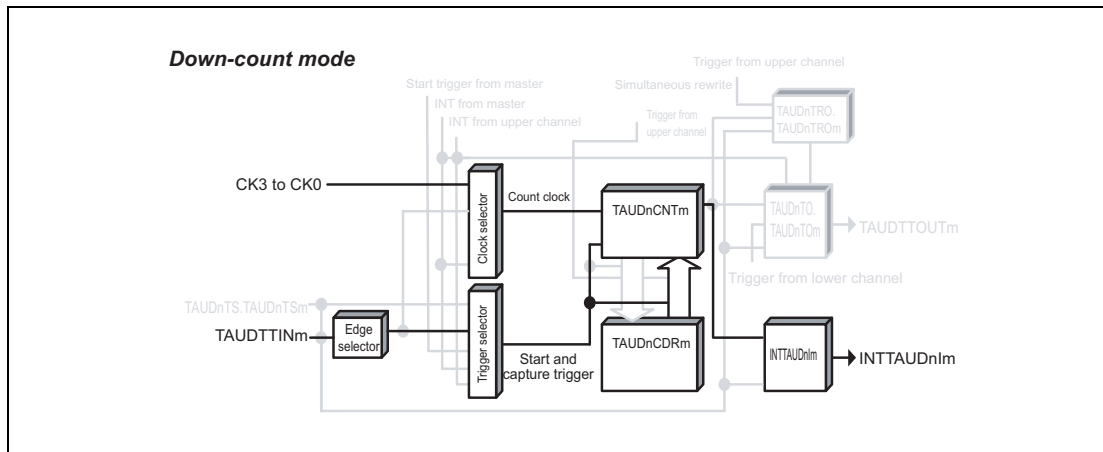 Down-count mode
Trigger from upper channel
Start trigger from master
Simultaneous rewrite
INT from master
INT from upper channel
Trigger from
upper channel
TAUDnTRO.
TAUDnTROm
CK3 to CK0
Clock selector
Count clock
TAUDnCNTm
TAUDnTO.
TAUDnTOm
TAUDTTOUTm
Trigger from lower channel
TAUDnTS.TAUDnTSm
TAUDTTINm
Edge
selector
Trigger selector
Start and
capture trigger
TAUDnCDRm
INTTAUDnIm
INTTAUDnIm